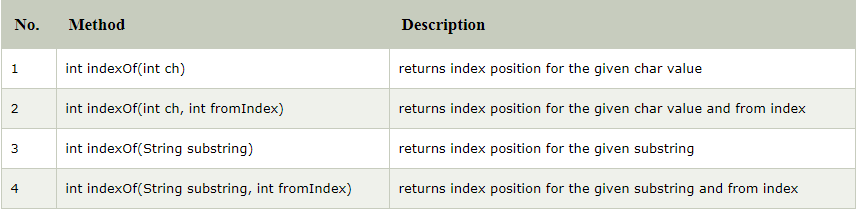 No. Method Description
1 int indexOf(int ch) returns index position for the given char value
2 int indexOf(int ch, int fromIndex) returns index position for the given char value and from index
3 int indexOf(String substring) returns index position for the given substring
4 int indexOf(String substring, int fromIndex) returns index position for the given substring and from index